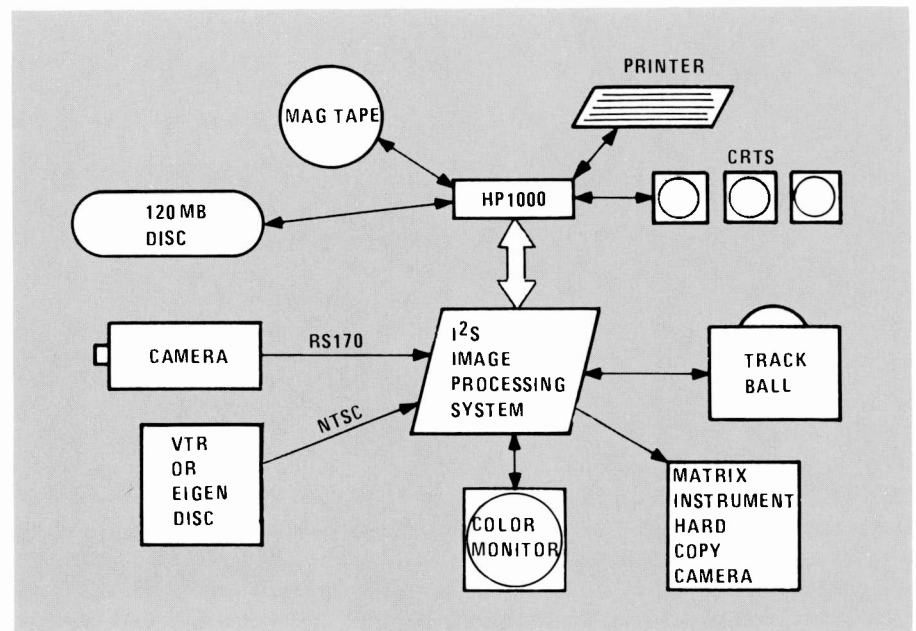 PRINTER
MAG TAPE
CRTS
HP1000
120 MB
DISC
I²S
IMAGE
PROCESSING
SYSTEM
CAMERA
RS170
TRACK
BALL
NTSC
VTR
OR
EIGEN
DISC
COLOR
MONITOR
MATRIX
INSTRUMENT
HARD
COPY
CAMERA